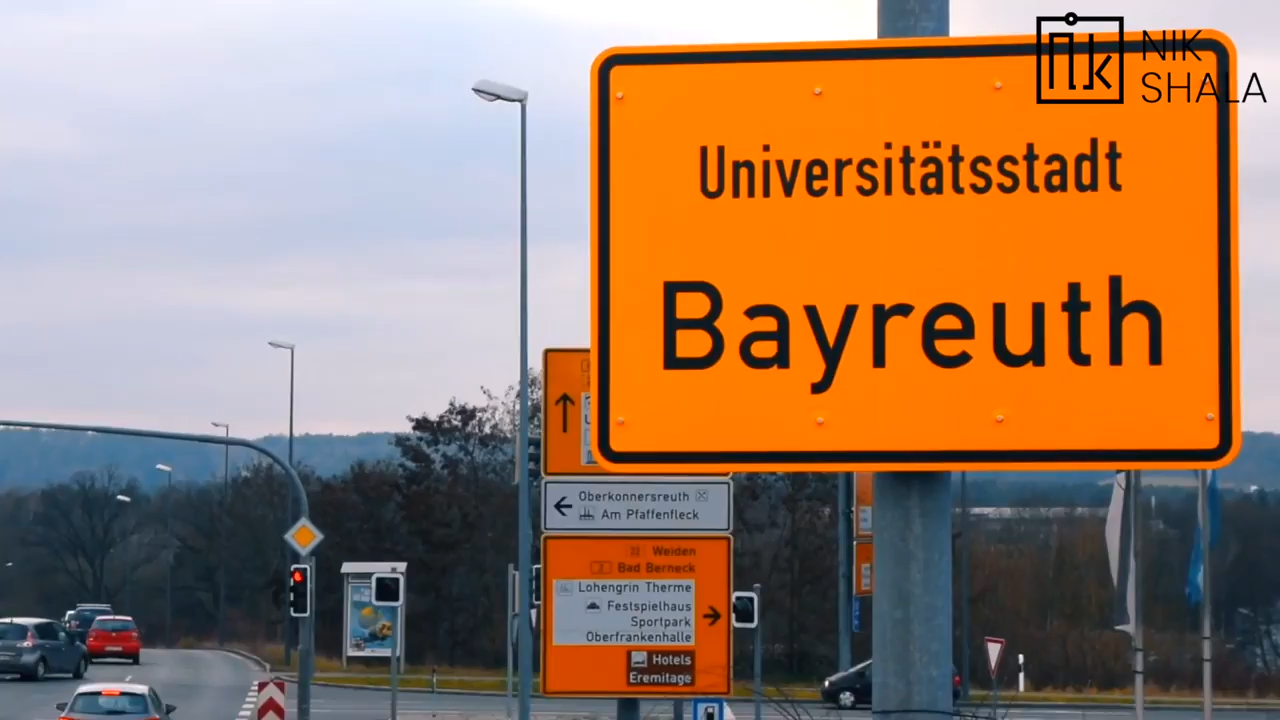 NIK
SHALA
Universitätsstadt
Bayreuth
Oberkonnersreuth
Am Pfaffenfleck
Weiden
Bad Berneck
Lohengrin Therme
Festspielhaus
Sportpark
Oberfrankenhalle
Hotels
Eremitage